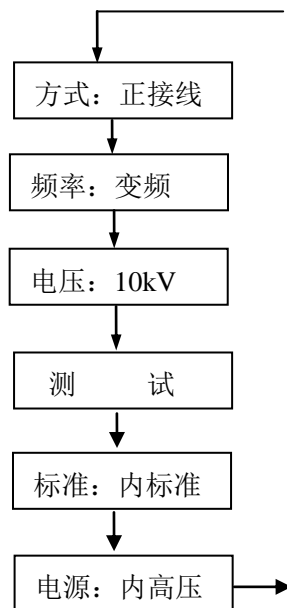 方式：正接线
频率：变频
电压：10kV
测　　试
标准：内标准
电源：内高压